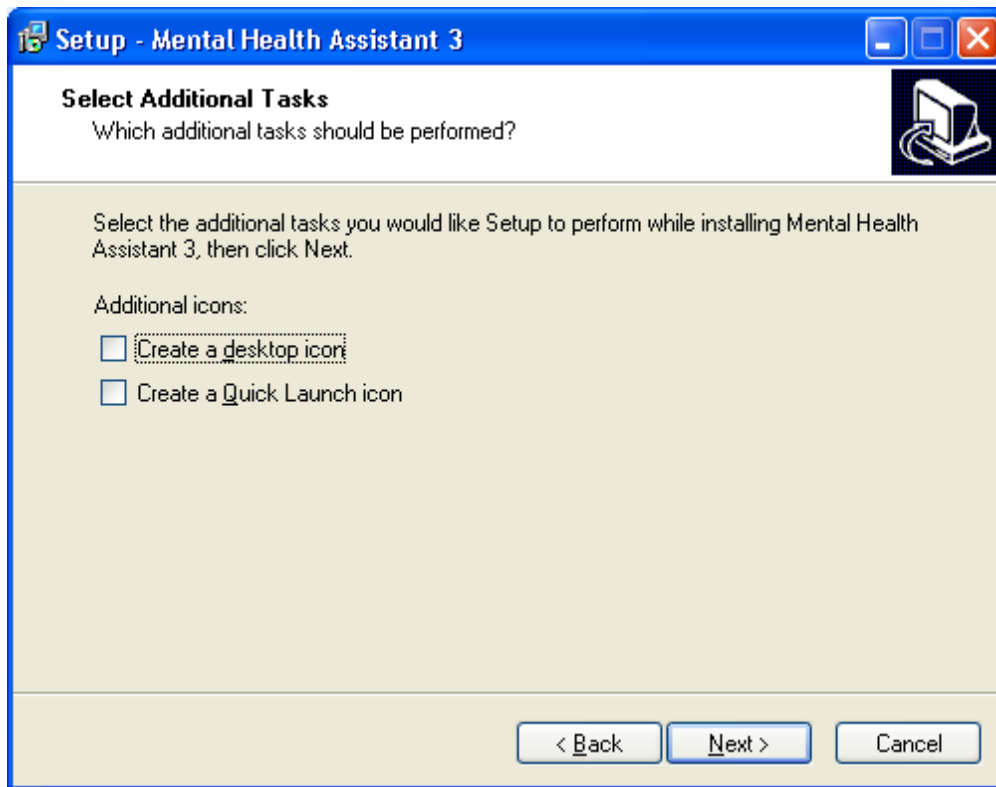 Setup - Mental Health Assistant 3
Select Additional Tasks
Which additional tasks should be performed?
Select the additional tasks you would like Setup to perform while installing Mental Health
Assistant 3, then click Next.
Additional icons:
Create a desktop icon
Create a Quick Launch icon
< Back Next > Cancel